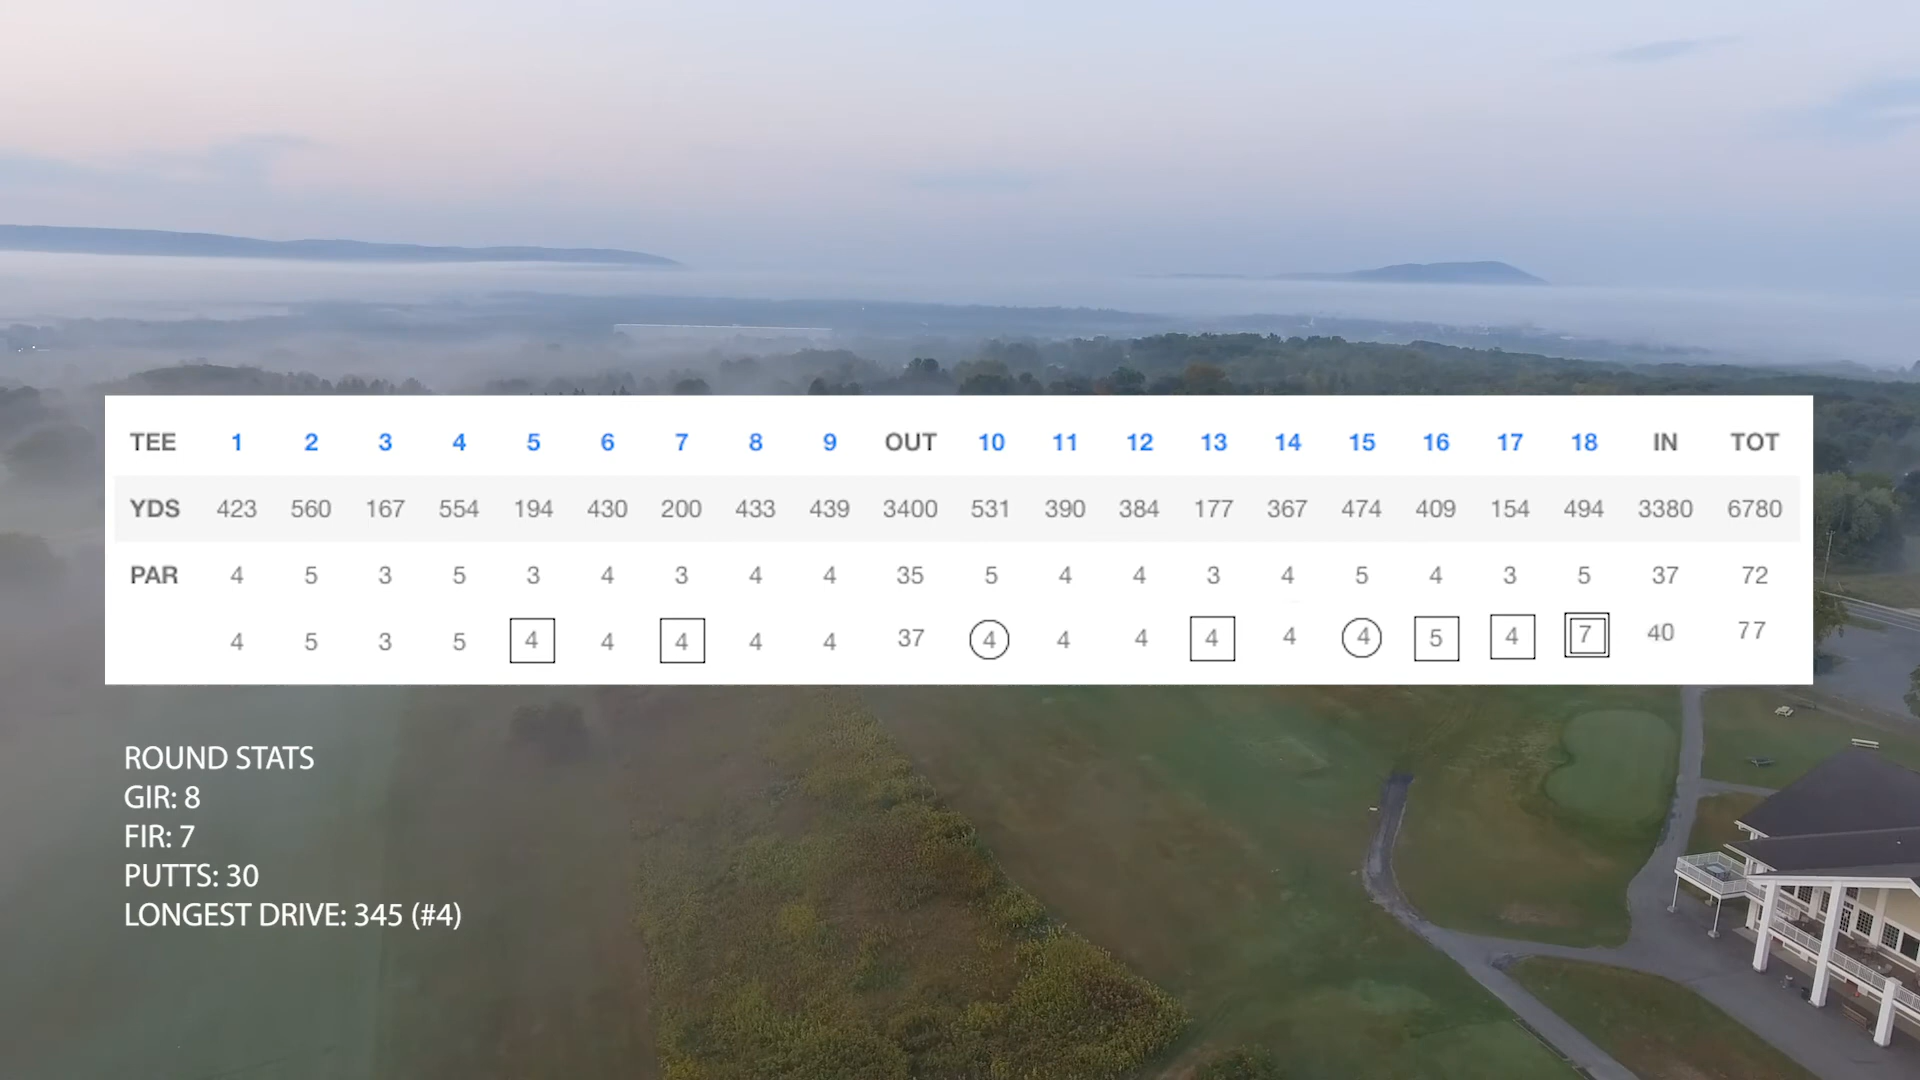 TEE 1 2 3 4 5 6 7 8 9 OUT 10 11 12 13 14 15 16 17 18 IN TOT
YDS 423 560 167 554 194 430 200 433 439 3400 531 390 384 177 367 474 409 154 494 3380 6780
PAR 4 5 3 5 3 4 3 4 4 35 5 4 4 3 4 5 4 3 5 37 72
4 5 3 5 4 4 4 4 4 37 4 4 4 4 4 4 5 4 7 40 77
ROUND STATS
GIR: 8
FIR: 7
PUTTS: 30
LONGEST DRIVE: 345 (#4)